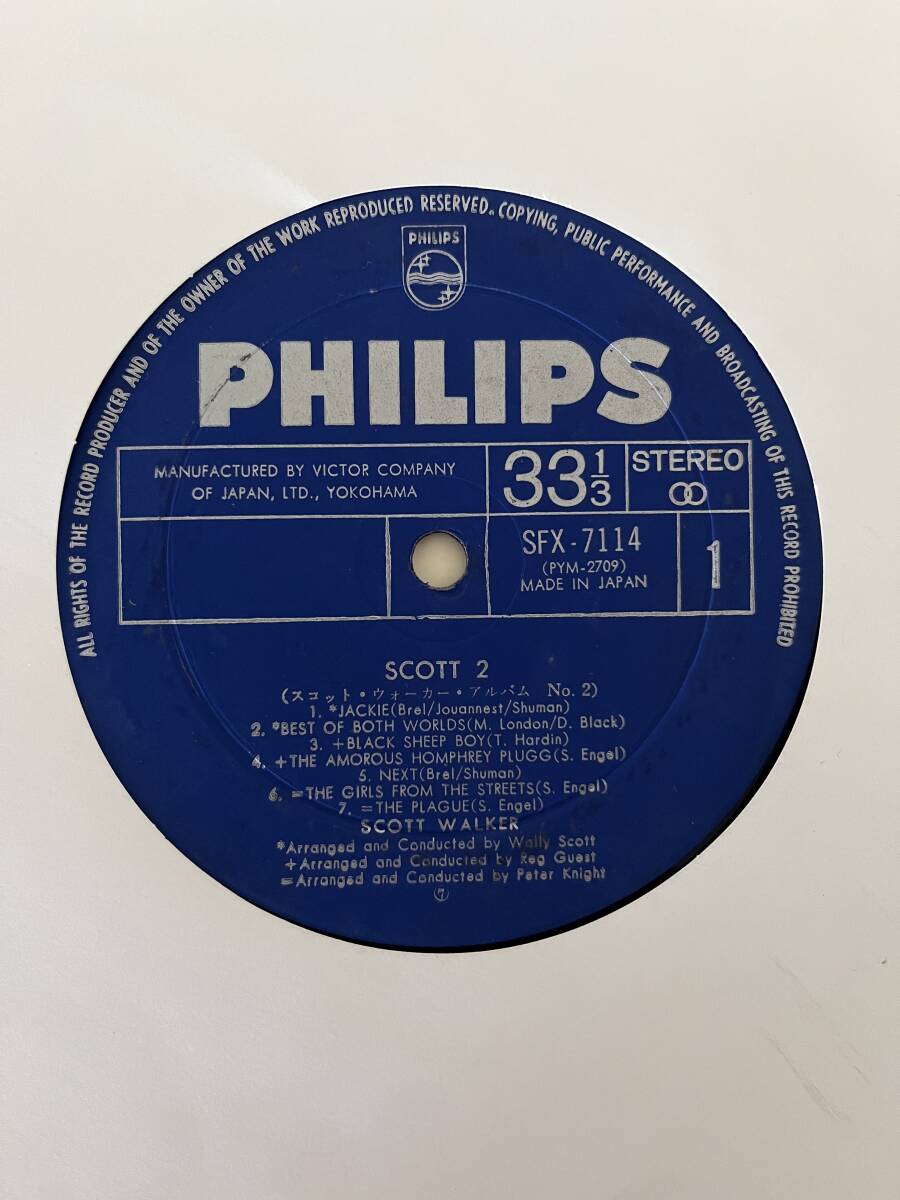 ALL RIGHTS OF THE RECORD PRODUCER AND OF THE OWNER OF THE WORK REPRODUCED RESERVED. COPYING, PUBLIC PERFORMANCE AND BROADCASTING OF THIS RECORD PROHIBITED
PHILIPS
PHILIPS
MANUFACTURED BY VICTOR COMPANY
OF JAPAN, LTD., YOKOHAMA
33 1/3
STEREO
SFX-7114
(PYM-2709)
MADE IN JAPAN
1
SCOTT 2
(スコット・ウォーカー・アルバム No. 2)
1. *JACKIE(Brel/Jouannest/Shuman)
2. *BEST OF BOTH WORLDS(M. London/D. Black)
3. +BLACK SHEEP BOY(T. Hardin)
4. +THE AMOROUS HOMPHREY PLUGG(S. Engel)
5. NEXT(Brel/Shuman)
6. =THE GIRLS FROM THE STREETS(S. Engel)
7. =THE PLAGUE(S. Engel)
SCOTT WALKER
*Arranged and Conducted by Wally Scott
+Arranged and Conducted by Reg Guest
=Arranged and Conducted by Peter Knight
(7)